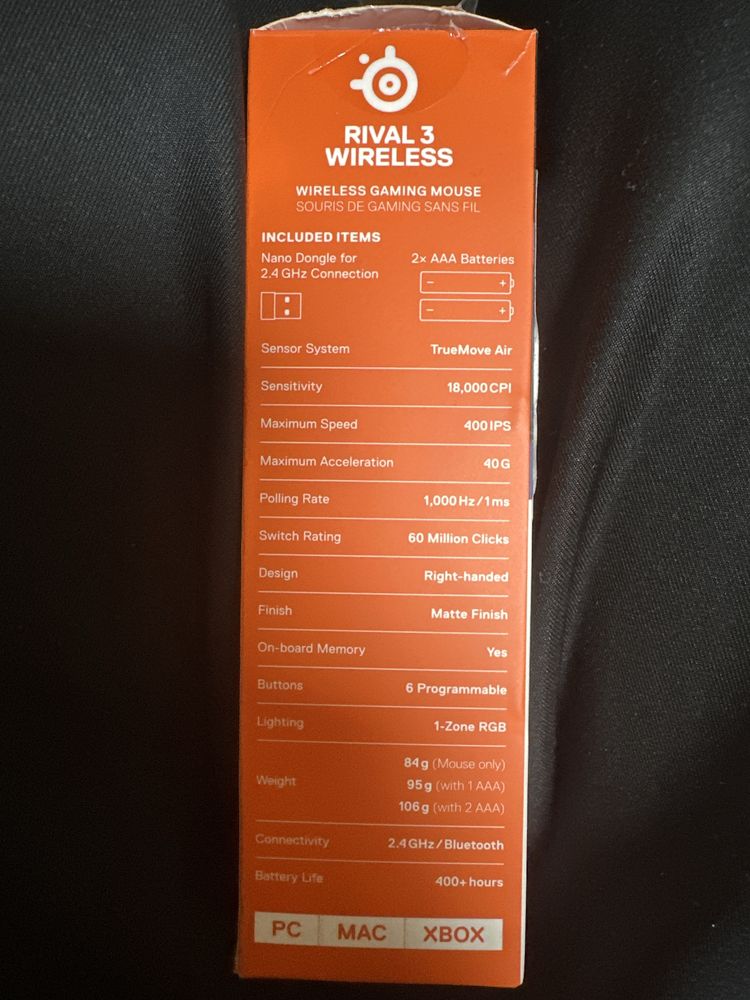 RIVAL 3
WIRELESS
WIRELESS GAMING MOUSE
SOURIS DE GAMING SANS FIL
INCLUDED ITEMS
Nano Dongle for
2.4 GHz Connection
2x AAA Batteries
− +
− +
Sensor System TrueMove Air
Sensitivity 18,000 CPI
Maximum Speed 400 IPS
Maximum Acceleration 40 G
Polling Rate 1,000 Hz / 1 ms
Switch Rating 60 Million Clicks
Design Right-handed
Finish Matte Finish
On-board Memory Yes
Buttons 6 Programmable
Lighting 1-Zone RGB
Weight
84 g (Mouse only)
95 g (with 1 AAA)
106 g (with 2 AAA)
Connectivity 2.4 GHz / Bluetooth
Battery Life 400+ hours
PC MAC XBOX